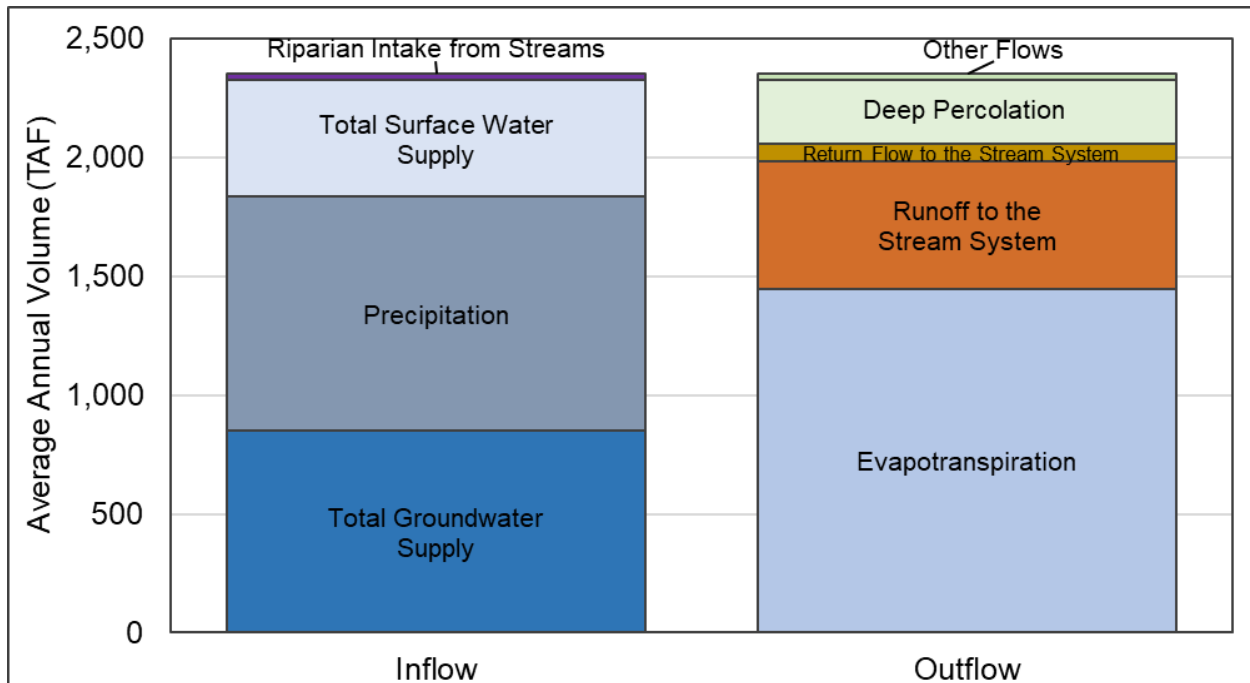 Average Annual Volume (TAF)
2,500
2,000
1,500
1,000
500
0
Riparian Intake from Streams
Total Surface Water
Supply
Precipitation
Total Groundwater
Supply
Inflow
Other Flows
Deep Percolation
Return Flow to the Stream System
Runoff to the
Stream System
Evapotranspiration
Outflow